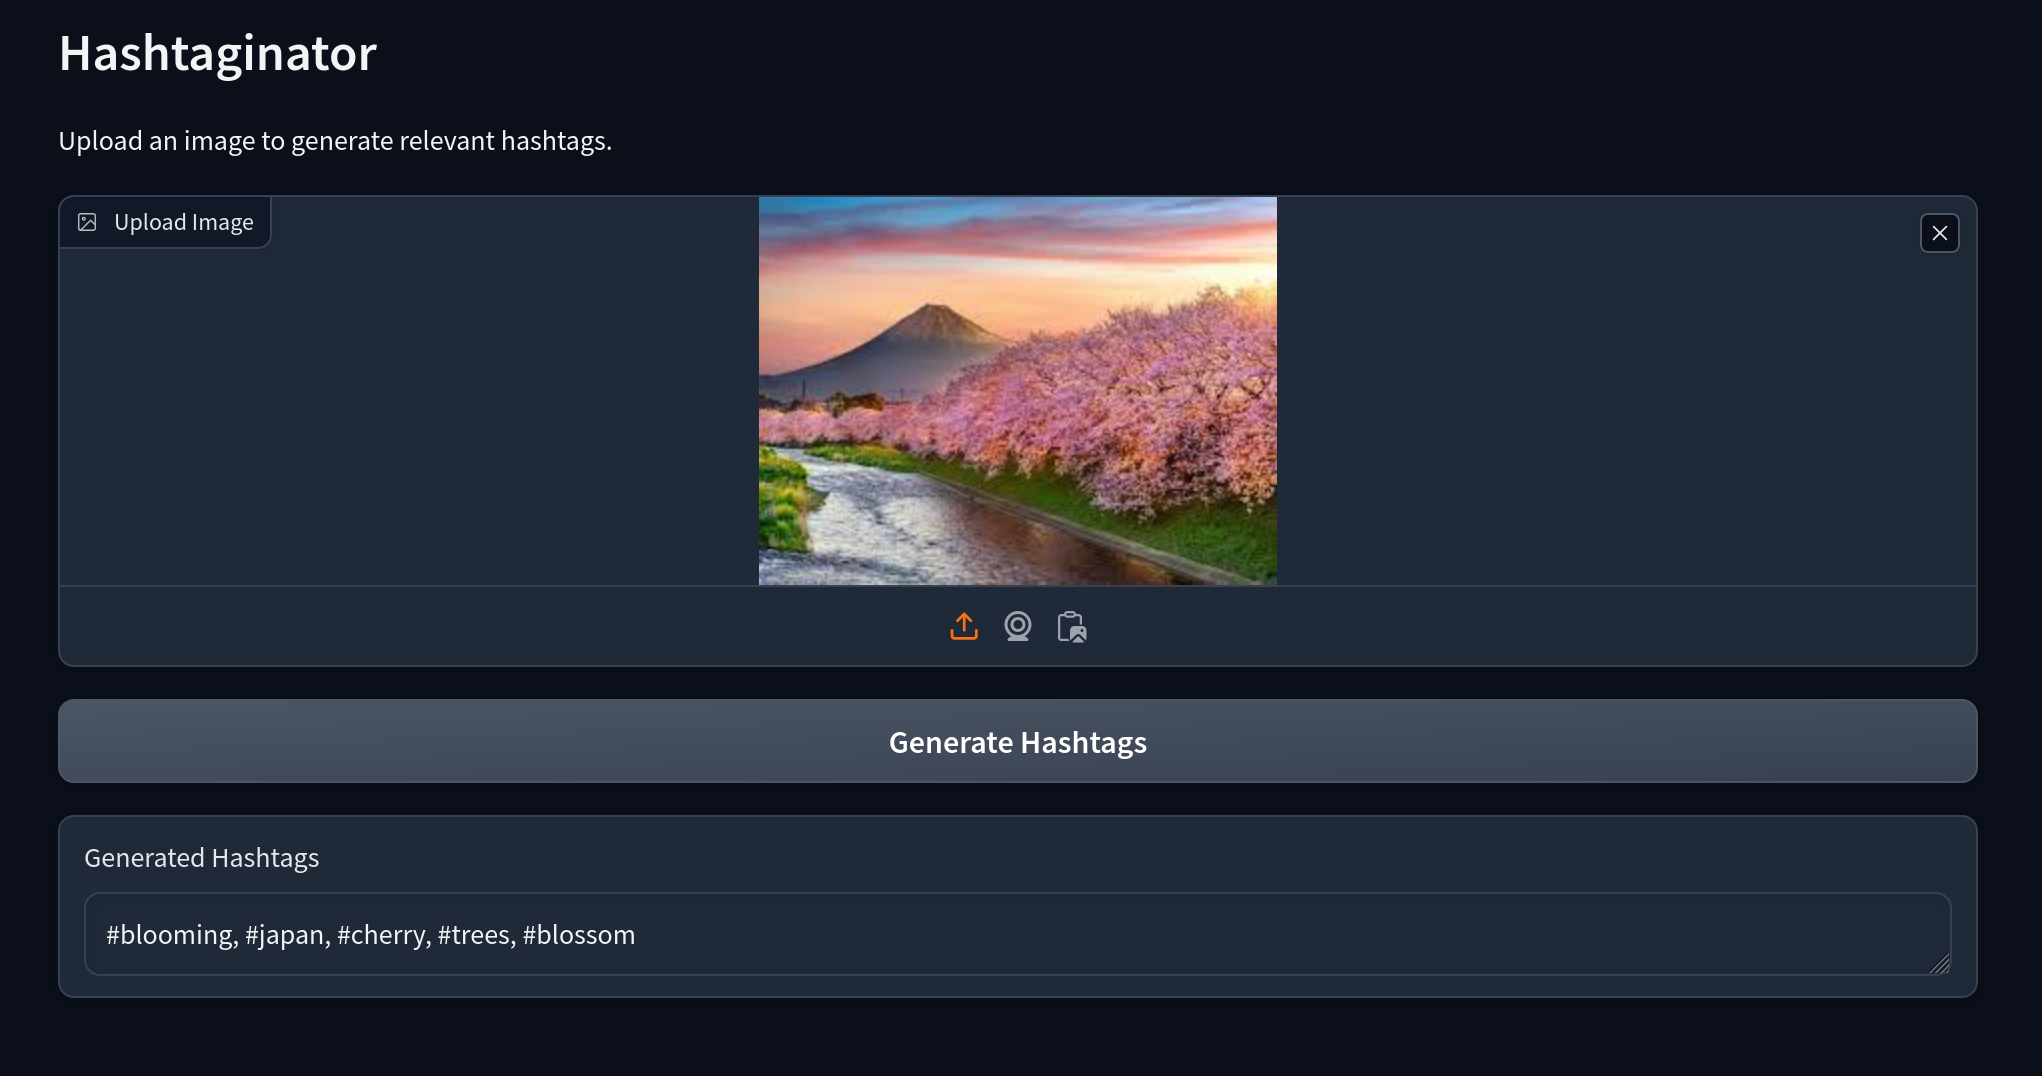 Hashtaginator
Upload an image to generate relevant hashtags.
Upload Image
Generate Hashtags
Generated Hashtags
#blooming, #japan, #cherry, #trees, #blossom